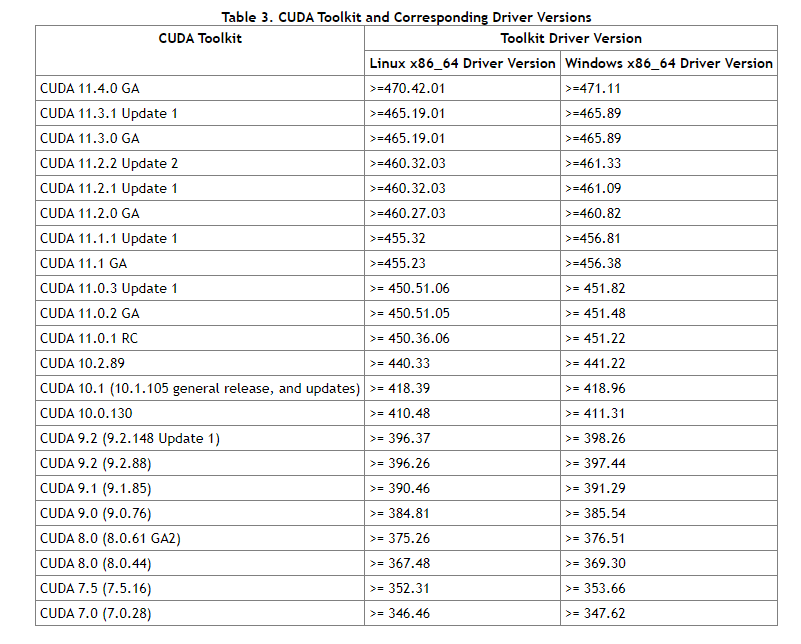 Table 3. CUDA Toolkit and Corresponding Driver Versions
CUDA Toolkit Toolkit Driver Version
Linux x86_64 Driver Version Windows x86_64 Driver Version
CUDA 11.4.0 GA >=470.42.01 >=471.11
CUDA 11.3.1 Update 1 >=465.19.01 >=465.89
CUDA 11.3.0 GA >=465.19.01 >=465.89
CUDA 11.2.2 Update 2 >=460.32.03 >=461.33
CUDA 11.2.1 Update 1 >=460.32.03 >=461.09
CUDA 11.2.0 GA >=460.27.03 >=460.82
CUDA 11.1.1 Update 1 >=455.32 >=456.81
CUDA 11.1 GA >=455.23 >=456.38
CUDA 11.0.3 Update 1 >= 450.51.06 >= 451.82
CUDA 11.0.2 GA >= 450.51.05 >= 451.48
CUDA 11.0.1 RC >= 450.36.06 >= 451.22
CUDA 10.2.89 >= 440.33 >= 441.22
CUDA 10.1 (10.1.105 general release, and updates) >= 418.39 >= 418.96
CUDA 10.0.130 >= 410.48 >= 411.31
CUDA 9.2 (9.2.148 Update 1) >= 396.37 >= 398.26
CUDA 9.2 (9.2.88) >= 396.26 >= 397.44
CUDA 9.1 (9.1.85) >= 390.46 >= 391.29
CUDA 9.0 (9.0.76) >= 384.81 >= 385.54
CUDA 8.0 (8.0.61 GA2) >= 375.26 >= 376.51
CUDA 8.0 (8.0.44) >= 367.48 >= 369.30
CUDA 7.5 (7.5.16) >= 352.31 >= 353.66
CUDA 7.0 (7.0.28) >= 346.46 >= 347.62